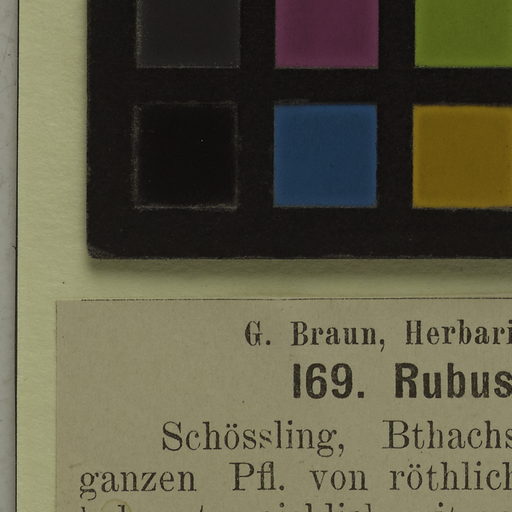 G. Braun, Herbari
169. Rubus
Schössling, Bthachs
ganzen Pfl. von röthlich